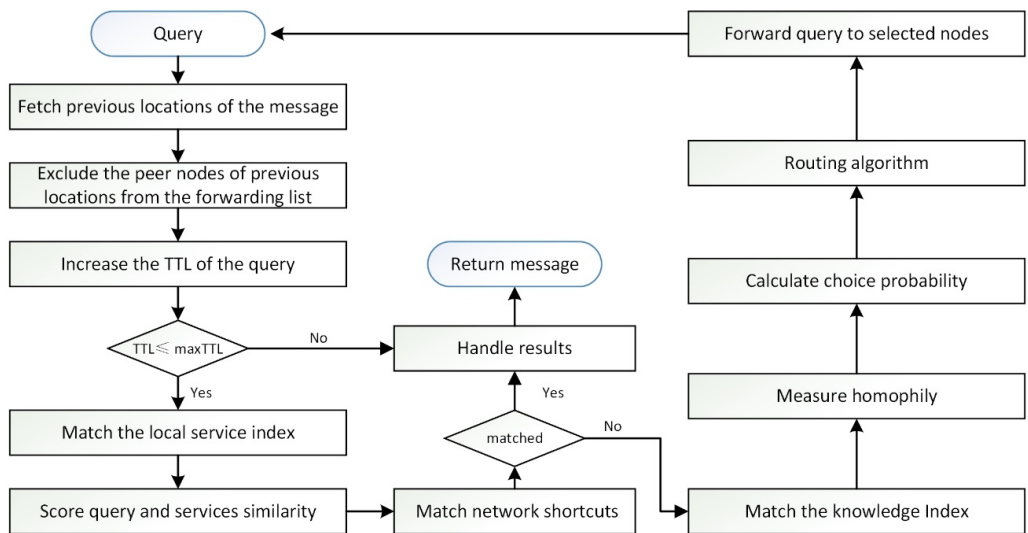 Query
Fetch previous locations of the message
Exclude the peer nodes of previous
locations from the forwarding list
Increase the TTL of the query
TTL≤ maxTTL
No
Yes
Match the local service index
Score query and services similarity
Return message
Handle results
Yes
matched
No
Match network shortcuts
Forward query to selected nodes
Routing algorithm
Calculate choice probability
Measure homophily
Match the knowledge Index